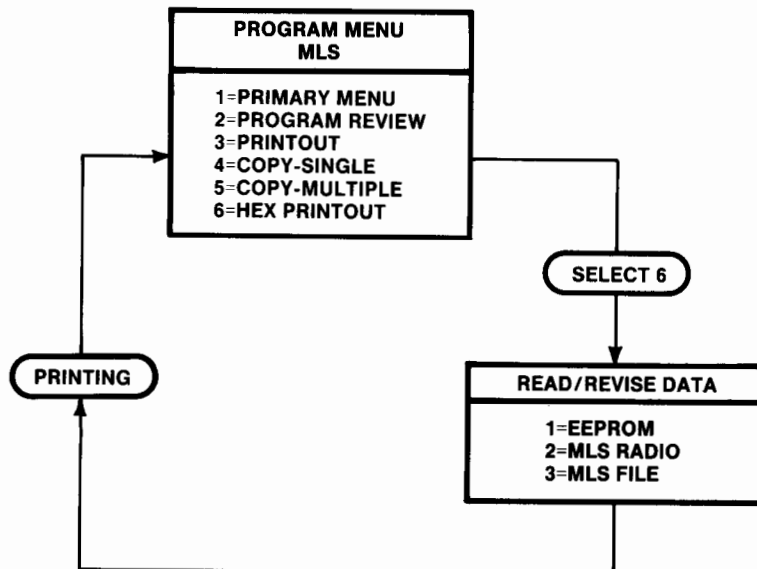 PROGRAM MENU
MLS
1=PRIMARY MENU
2=PROGRAM REVIEW
3=PRINTOUT
4=COPY-SINGLE
5=COPY-MULTIPLE
6=HEX PRINTOUT
SELECT 6
PRINTING
READ/REVISE DATA
1=EEPROM
2=MLS RADIO
3=MLS FILE